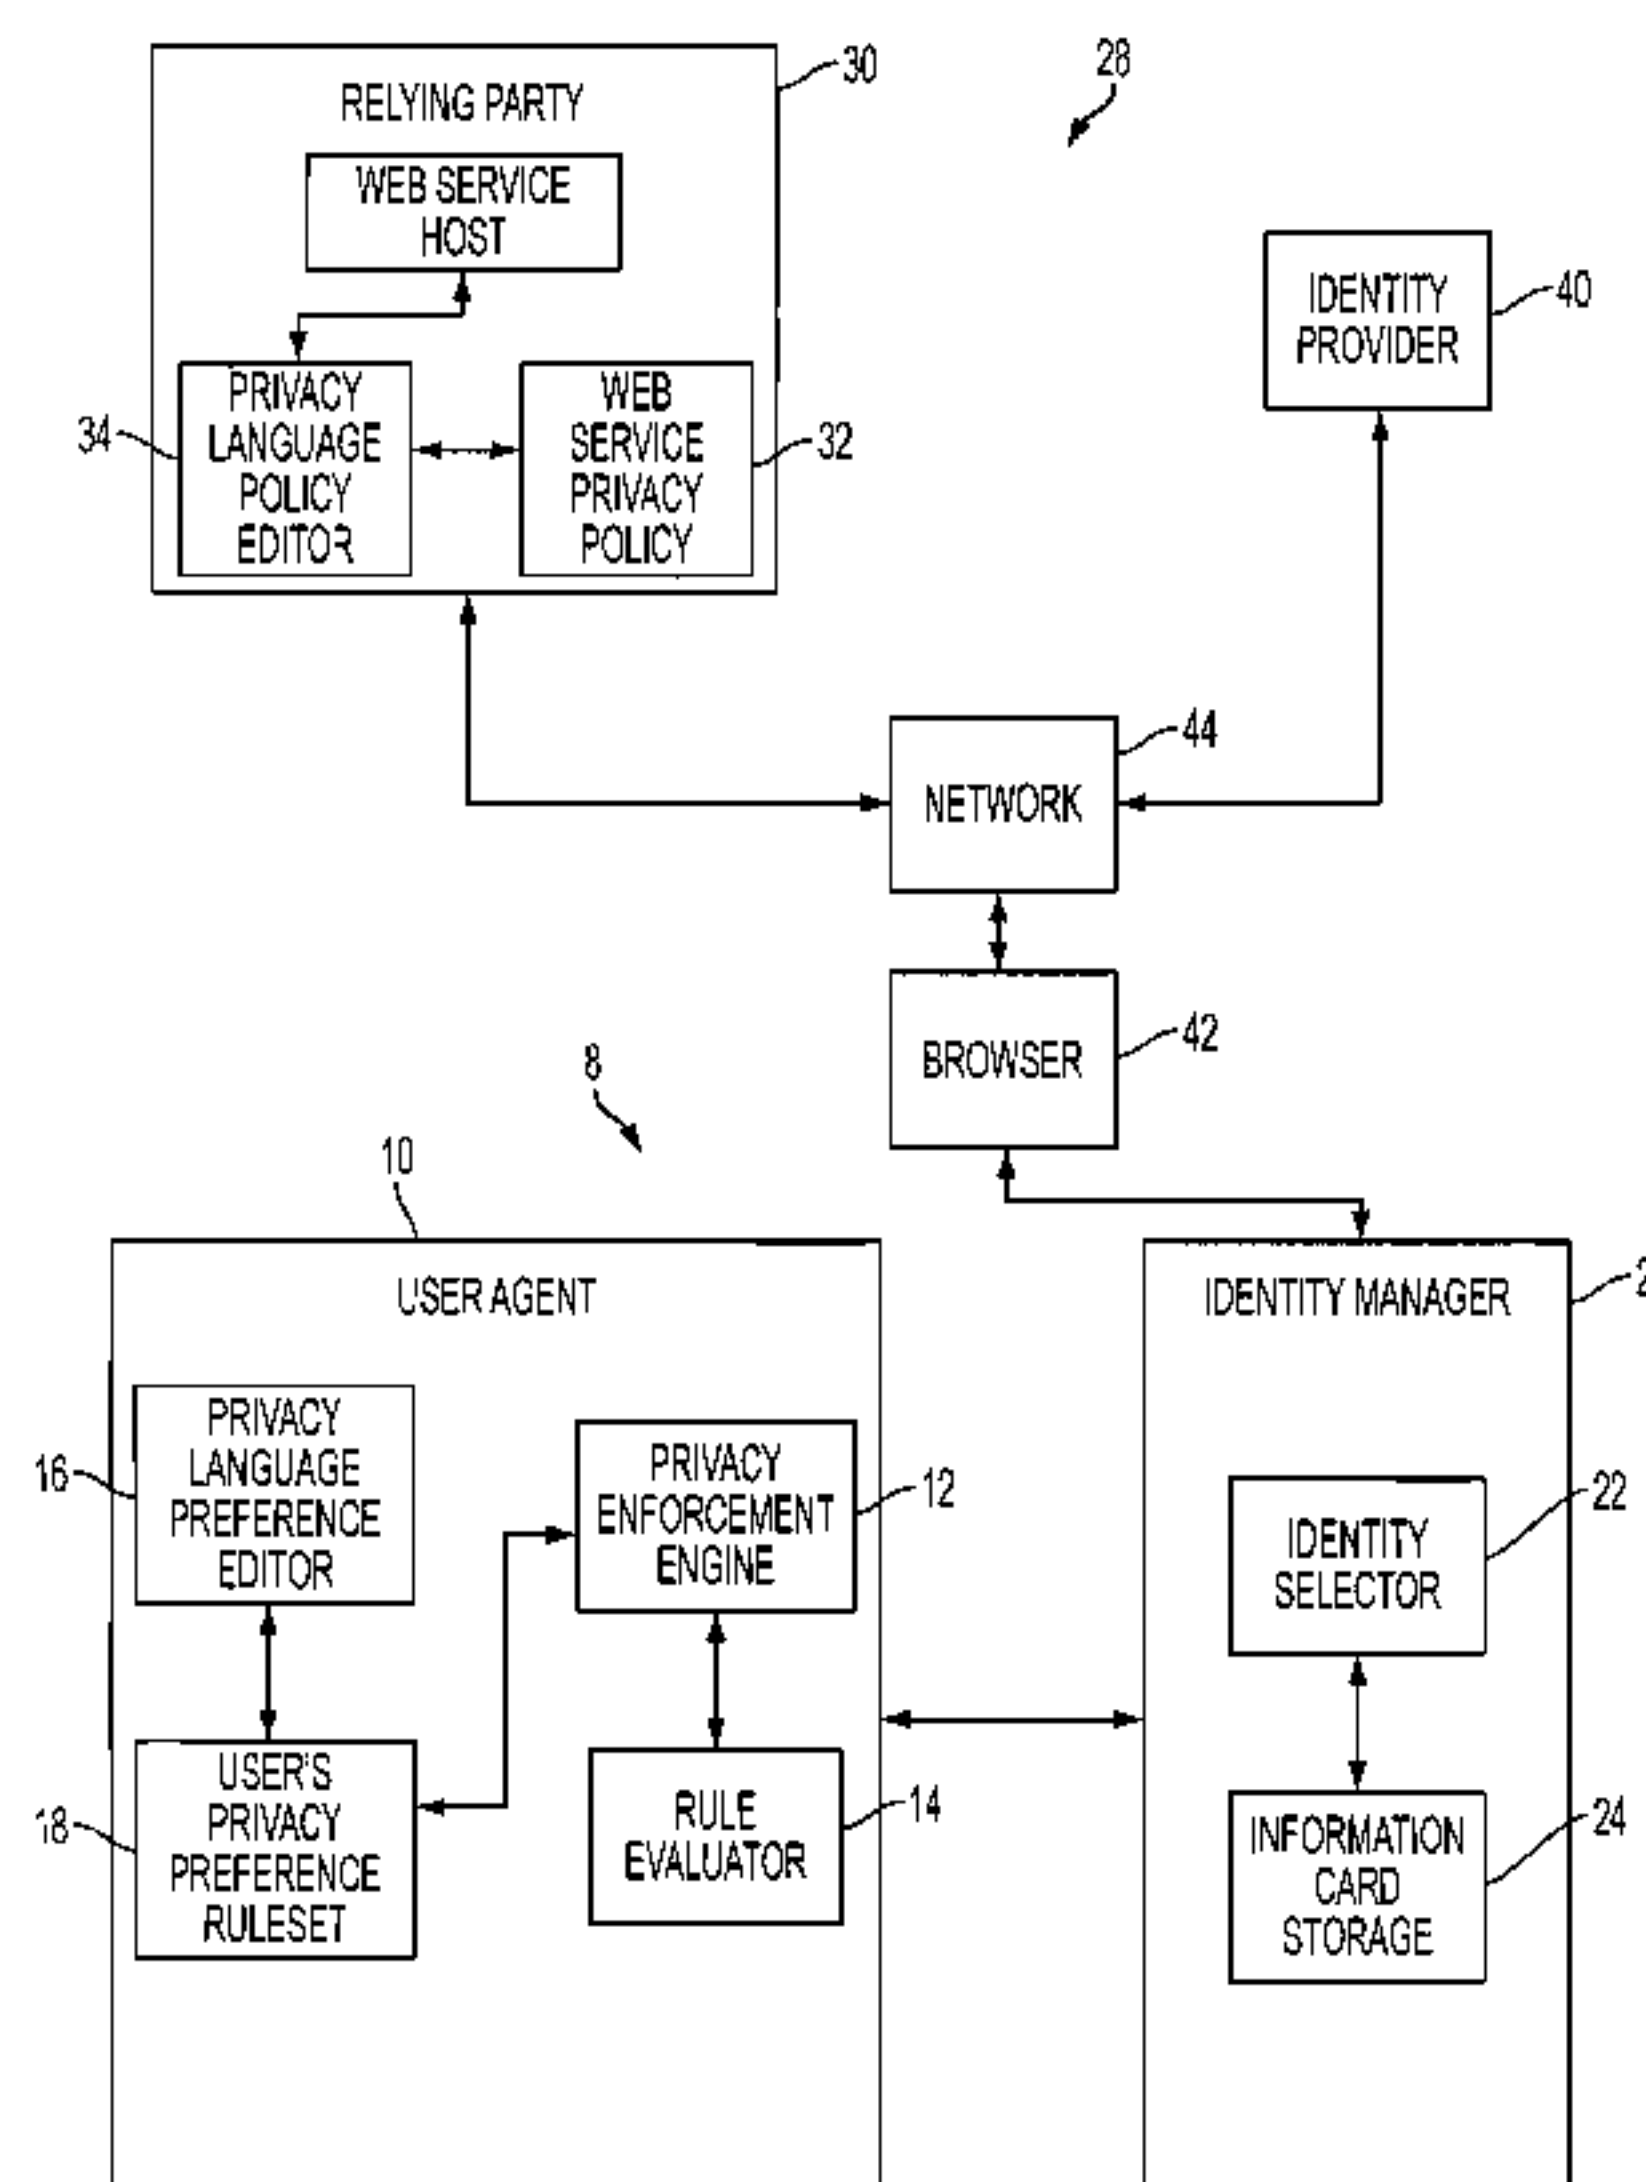 30
28
RELYING PARTY
WEB SERVICE
HOST
IDENTITY
PROVIDER
40
34
PRIVACY
LANGUAGE
POLICY
EDITOR
WEB
SERVICE
PRIVACY
POLICY
32
44
NETWORK
42
BROWSER
8
10
USER AGENT
IDENTITY MANAGER
16
PRIVACY
LANGUAGE
PREFERENCE
EDITOR
PRIVACY
ENFORCEMENT
ENGINE
12
22
IDENTITY
SELECTOR
18
USER'S
PRIVACY
PREFERENCE
RULESET
RULE
EVALUATOR
14
24
INFORMATION
CARD
STORAGE